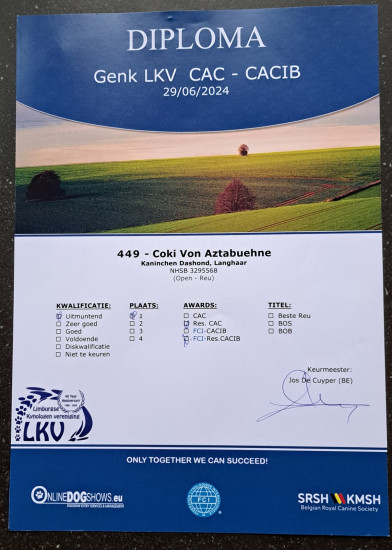 DIPLOMA
Genk LKV CAC - CACIB
29/06/2024
449 - Coki Von Aztabuehne
Kaninchen Dashond, Langhaar
NHSB 3295568
(Open - Reu)
KWALIFICATIE: PLAATS: AWARDS: TITEL:
Uitmuntend 1 CAC Beste Reu
Zeer goed 2 Res. CAC BOS
Goed 3 FCI-CACIB BOB
Voldoende 4 FCI-Res.CACIB
Diskwalificatie
Niet te keuren
Keurmeester:
Jos De Cuyper (BE)
Limburgse
Kynologen vereniging
LKV
ONLY TOGETHER WE CAN SUCCEED!
ONLINEDOGSHOWS.eu
FCI
SRSH KMSH
Belgian Royal Canine Society